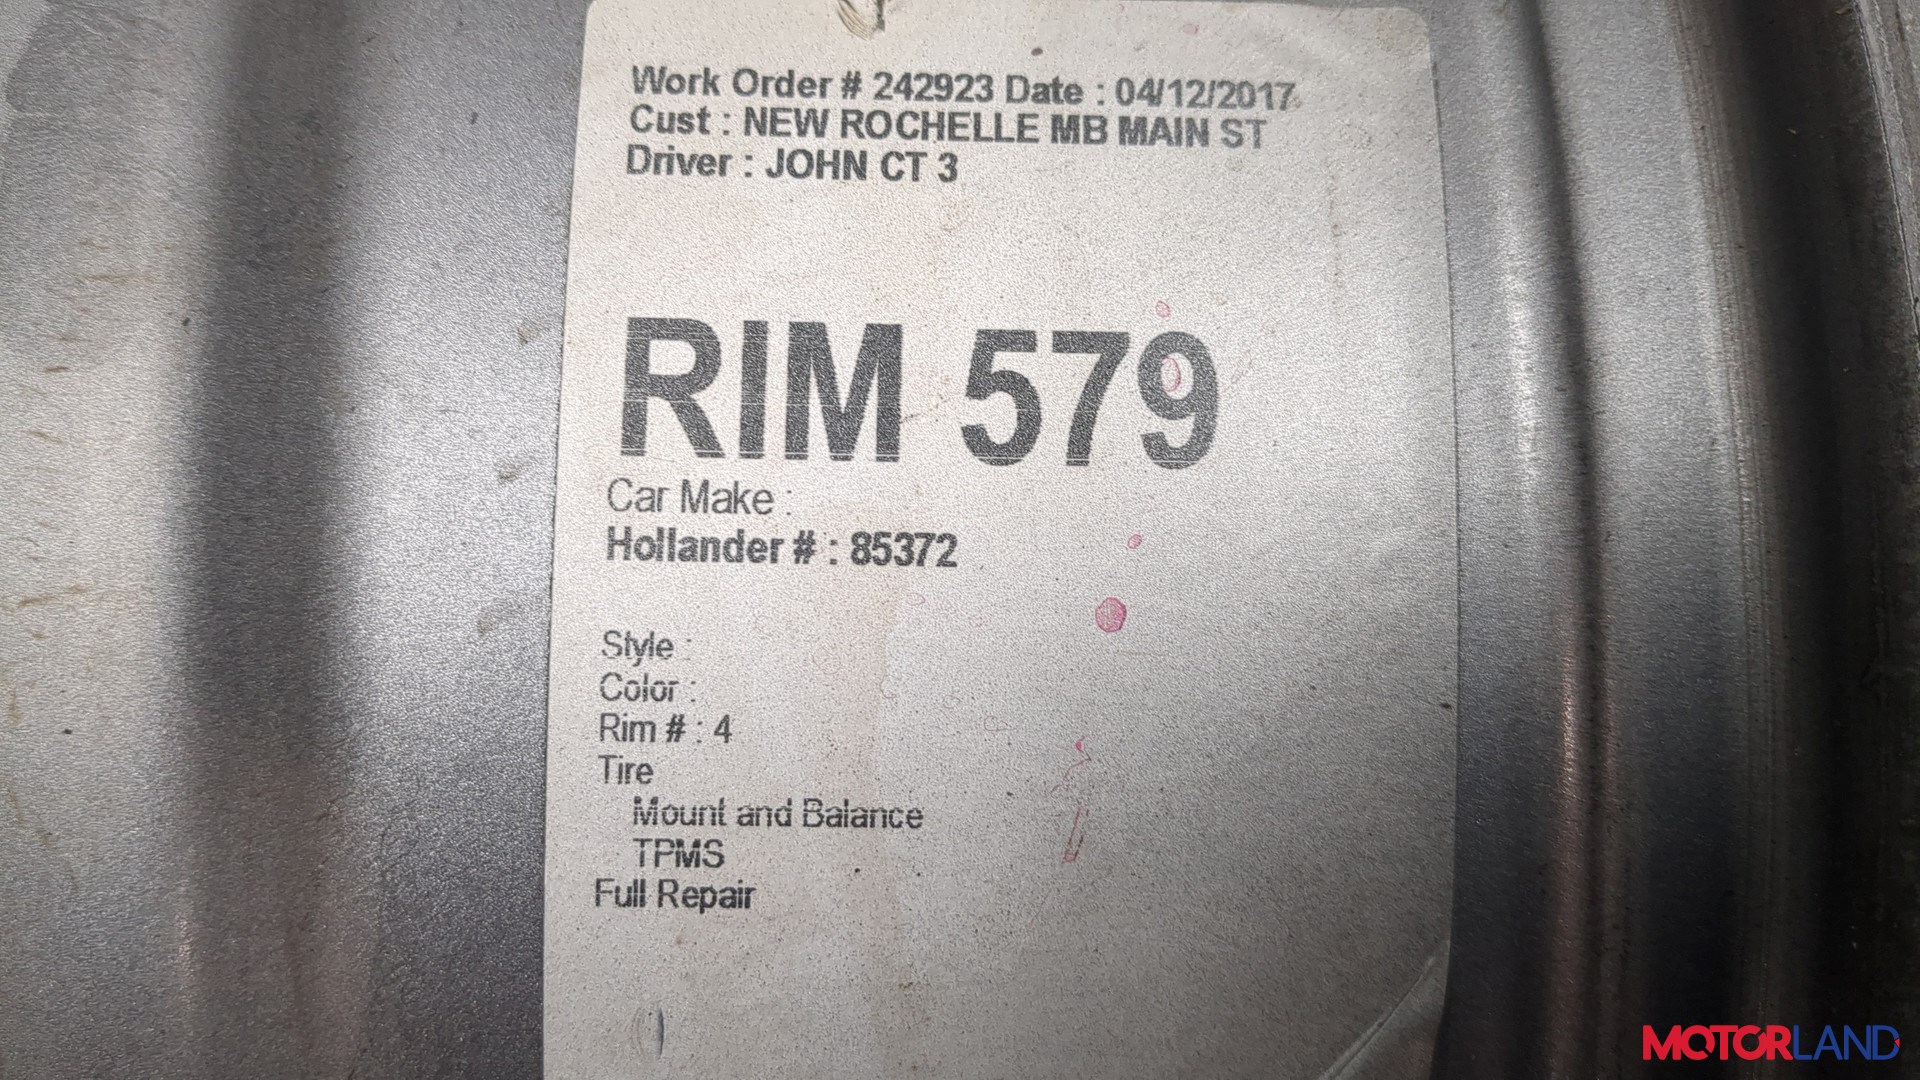 Work Order # 242923 Date : 04/12/2017
Cust : NEW ROCHELLE MB MAIN ST
Driver : JOHN CT 3
RIM 579
Car Make :
Hollander # : 85372
Style :
Color :
Rim # : 4
Tire
Mount and Balance
TPMS
Full Repair
MOTORLAND